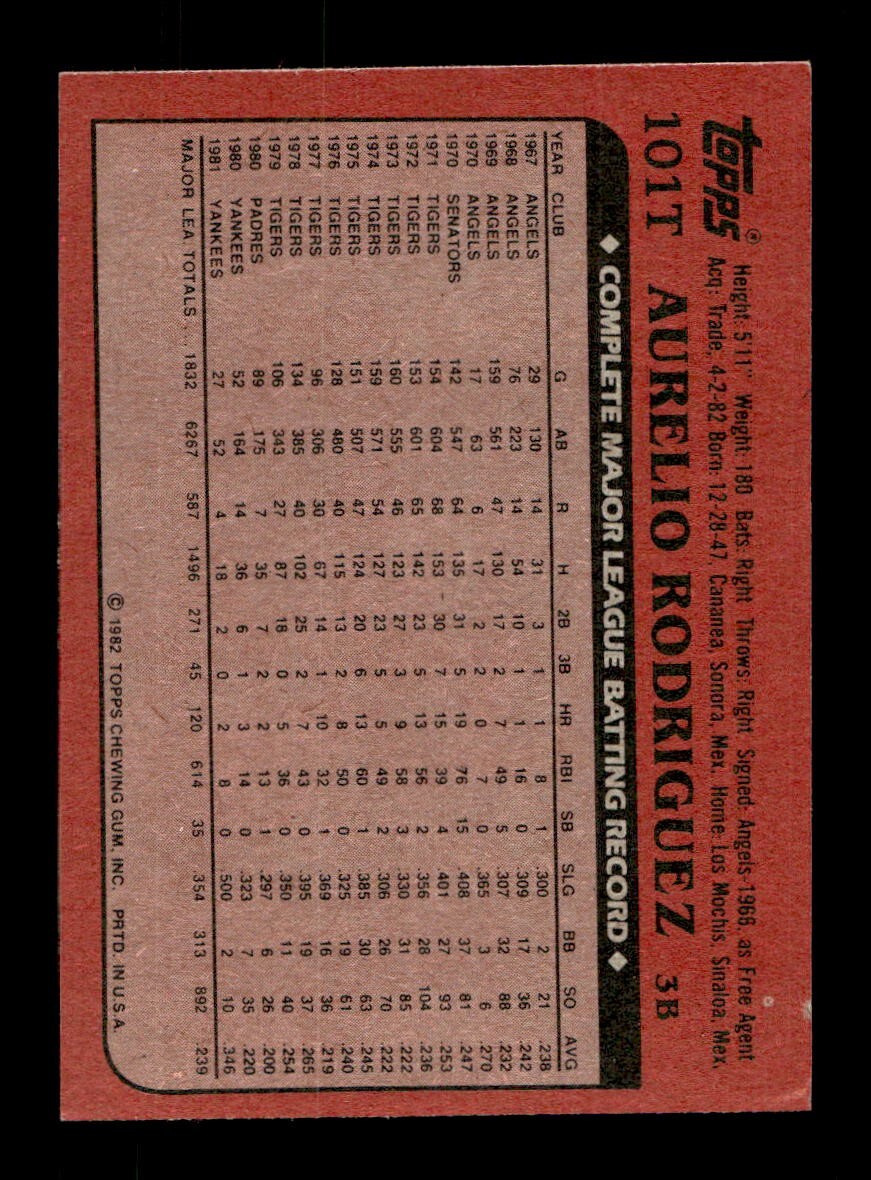 topps® Height: 5'11" Weight: 180 Bats: Right Throws: Right Signed: Angels-1966, as Free Agent
Acq: Trade, 4-2-82 Born: 12-28-47, Cananea, Sonora, Mex. Home: Los Mochis, Sinaloa, Mex.
101T AURELIO RODRIGUEZ 3B
◆ COMPLETE MAJOR LEAGUE BATTING RECORD ◆
YEAR CLUB G AB R H 2B 3B HR RBI SB SLG BB SO AVG
1967 ANGELS 29 130 14 31 3 1 1 8 1 .300 2 21 .238
1968 ANGELS 76 223 14 54 10 1 1 16 0 .309 17 36 .242
1969 ANGELS 159 561 47 130 17 2 7 49 5 .307 32 88 .232
1970 ANGELS 17 63 6 17 2 2 0 7 0 .365 3 6 .270
1970 SENATORS 142 547 64 135 31 5 19 76 15 .408 37 81 .247
1971 TIGERS 154 604 68 153 30 7 15 39 4 .401 27 93 .253
1972 TIGERS 153 601 65 142 23 5 13 56 2 .356 28 104 .236
1973 TIGERS 160 555 46 123 27 3 9 58 3 .330 31 85 .222
1974 TIGERS 159 571 54 127 23 5 5 49 2 .306 26 70 .222
1975 TIGERS 151 507 47 124 20 6 13 60 1 .385 30 63 .245
1976 TIGERS 128 480 40 115 13 2 8 50 0 .325 19 61 .240
1977 TIGERS 96 306 30 67 14 1 10 32 1 .369 16 36 .219
1978 TIGERS 134 385 40 102 25 2 7 43 0 .395 19 37 .265
1979 TIGERS 106 343 27 87 18 0 5 36 0 .350 11 40 .254
1980 PADRES 89 175 7 35 7 2 2 13 1 .297 6 26 .200
1980 YANKEES 52 164 14 36 6 1 3 14 0 .323 7 35 .220
1981 YANKEES 27 52 4 18 2 0 2 8 0 .500 2 10 .346
MAJOR LEA. TOTALS ... 1832 6267 587 1496 271 45 120 614 35 .354 313 892 .239
© 1982 TOPPS CHEWING GUM, INC. PRTD. IN U.S.A.